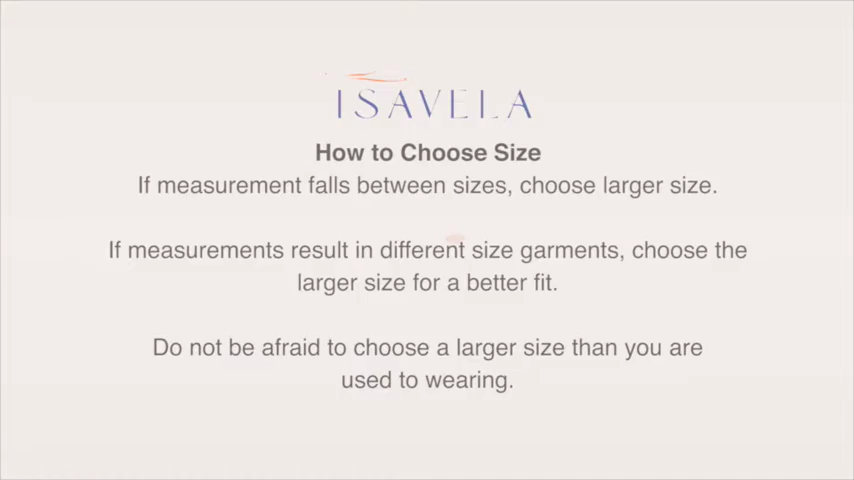 ISAVELA
How to Choose Size
If measurement falls between sizes, choose larger size.
If measurements result in different size garments, choose the
larger size for a better fit.
Do not be afraid to choose a larger size than you are
used to wearing.